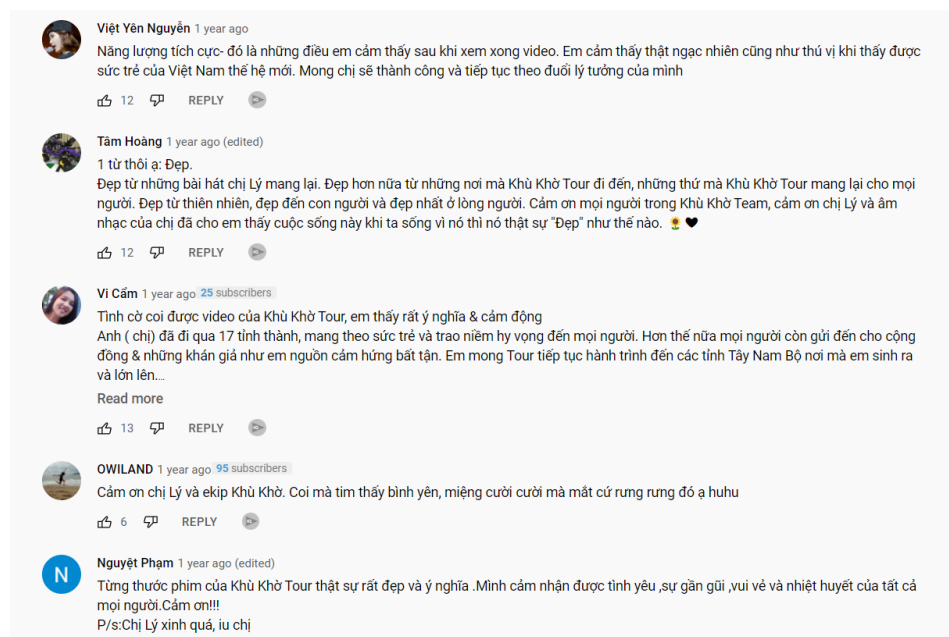 Việt Yên Nguyễn 1 year ago
Năng lượng tích cực- đó là những điều em cảm thấy sau khi xem xong video. Em cảm thấy thật ngạc nhiên cũng như thú vị khi thấy được
sức trẻ của Việt Nam thế hệ mới. Mong chị sẽ thành công và tiếp tục theo đuổi lý tưởng của mình
12 REPLY
Tâm Hoàng 1 year ago (edited)
1 từ thôi ạ: Đẹp.
Đẹp từ những bài hát chị Lý mang lại. Đẹp hơn nữa từ những nơi mà Khù Khờ Tour đi đến, những thứ mà Khù Khờ Tour mang lại cho mọi
người. Đẹp từ thiên nhiên, đẹp đến con người và đẹp nhất ở lòng người. Cảm ơn mọi người trong Khù Khờ Team, cảm ơn chị Lý và âm
nhạc của chị đã cho em thấy cuộc sống này khi ta sống vì nó thì nó thật sự "Đẹp" như thế nào. 🌻🖤
12 REPLY
Vi Cẩm 1 year ago 25 subscribers
Tình cờ coi được video của Khù Khờ Tour, em thấy rất ý nghĩa & cảm động
Anh ( chị) đã đi qua 17 tỉnh thành, mang theo sức trẻ và trao niềm hy vọng đến mọi người. Hơn thế nữa mọi người còn gửi đến cho cộng
đồng & những khán giả như em nguồn cảm hứng bất tận. Em mong Tour tiếp tục hành trình đến các tỉnh Tây Nam Bộ nơi mà em sinh ra
và lớn lên....
Read more
13 REPLY
OWILAND 1 year ago 95 subscribers
Cảm ơn chị Lý và ekip Khù Khờ. Coi mà tim thấy bình yên, miệng cười cười mà mắt cứ rưng rưng đó ạ huhu
6 REPLY
N
Nguyệt Phạm 1 year ago (edited)
Từng thước phim của Khù Khờ Tour thật sự rất đẹp và ý nghĩa .Mình cảm nhận được tình yêu ,sự gần gũi ,vui vẻ và nhiệt huyết của tất cả
mọi người.Cảm ơn!!!
P/s:Chị Lý xinh quá, iu chị